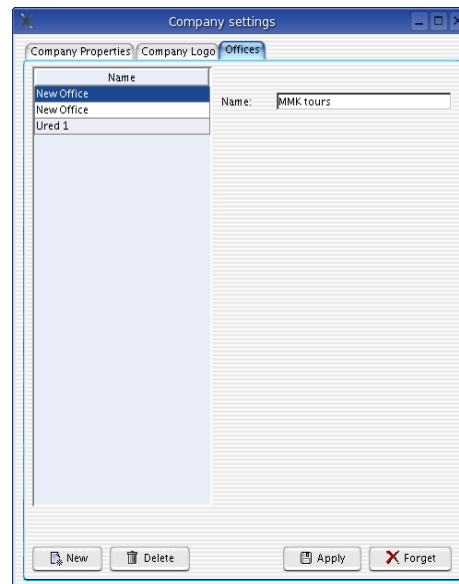 Company settings
Company Properties Company Logo Offices
Name
New Office
New Office
Ured 1
Name: MMK tours
New Delete Apply Forget